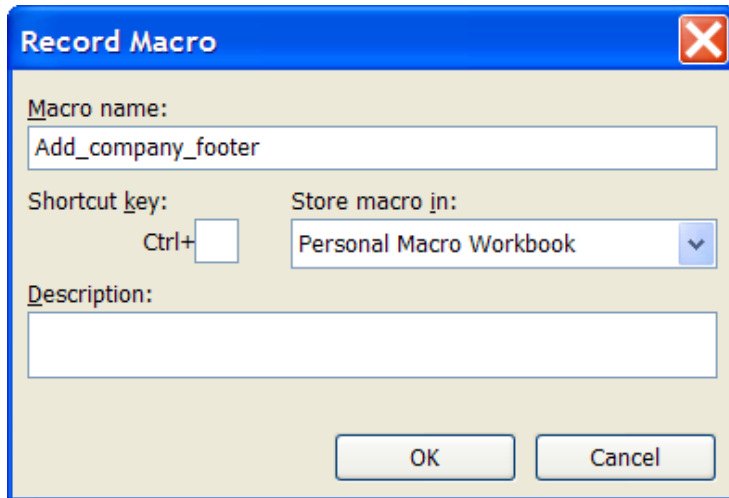 Record Macro
Macro name:
Add_company_footer
Shortcut key:
Store macro in:
Ctrl+
Personal Macro Workbook
Description:
OK
Cancel